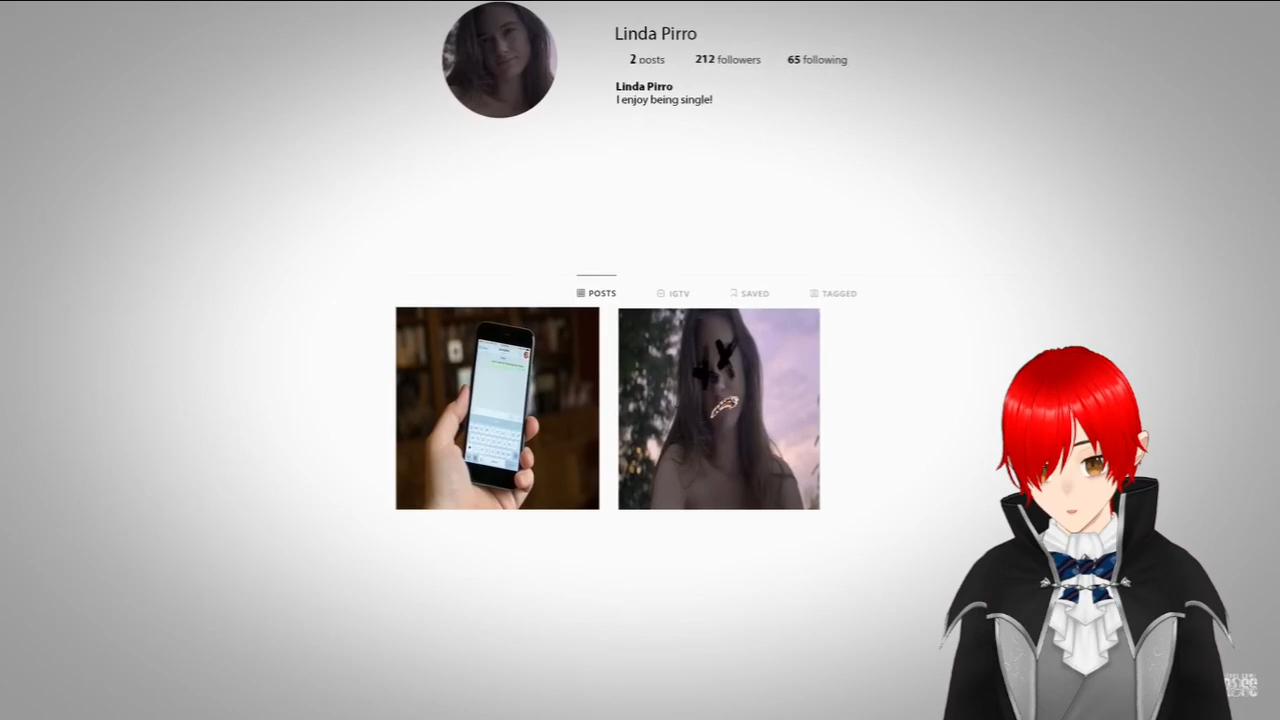 Linda Pirro
2 posts 212 followers 65 following
Linda Pirro
I enjoy being single!
POSTS IGTV SAVED TAGGED